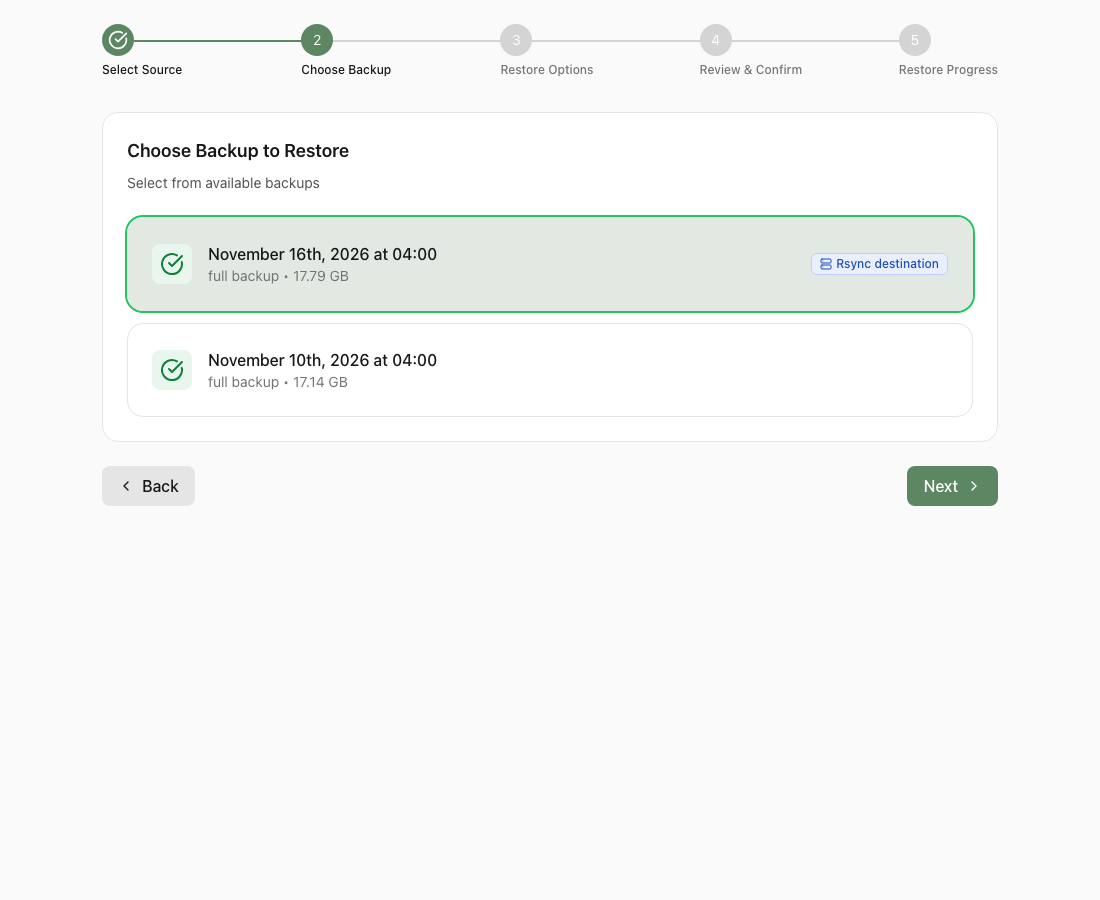 2
3
4
5
Select Source
Choose Backup
Restore Options
Review & Confirm
Restore Progress
Choose Backup to Restore
Select from available backups
November 16th, 2026 at 04:00
full backup • 17.79 GB
Rsync destination
November 10th, 2026 at 04:00
full backup • 17.14 GB
Back
Next